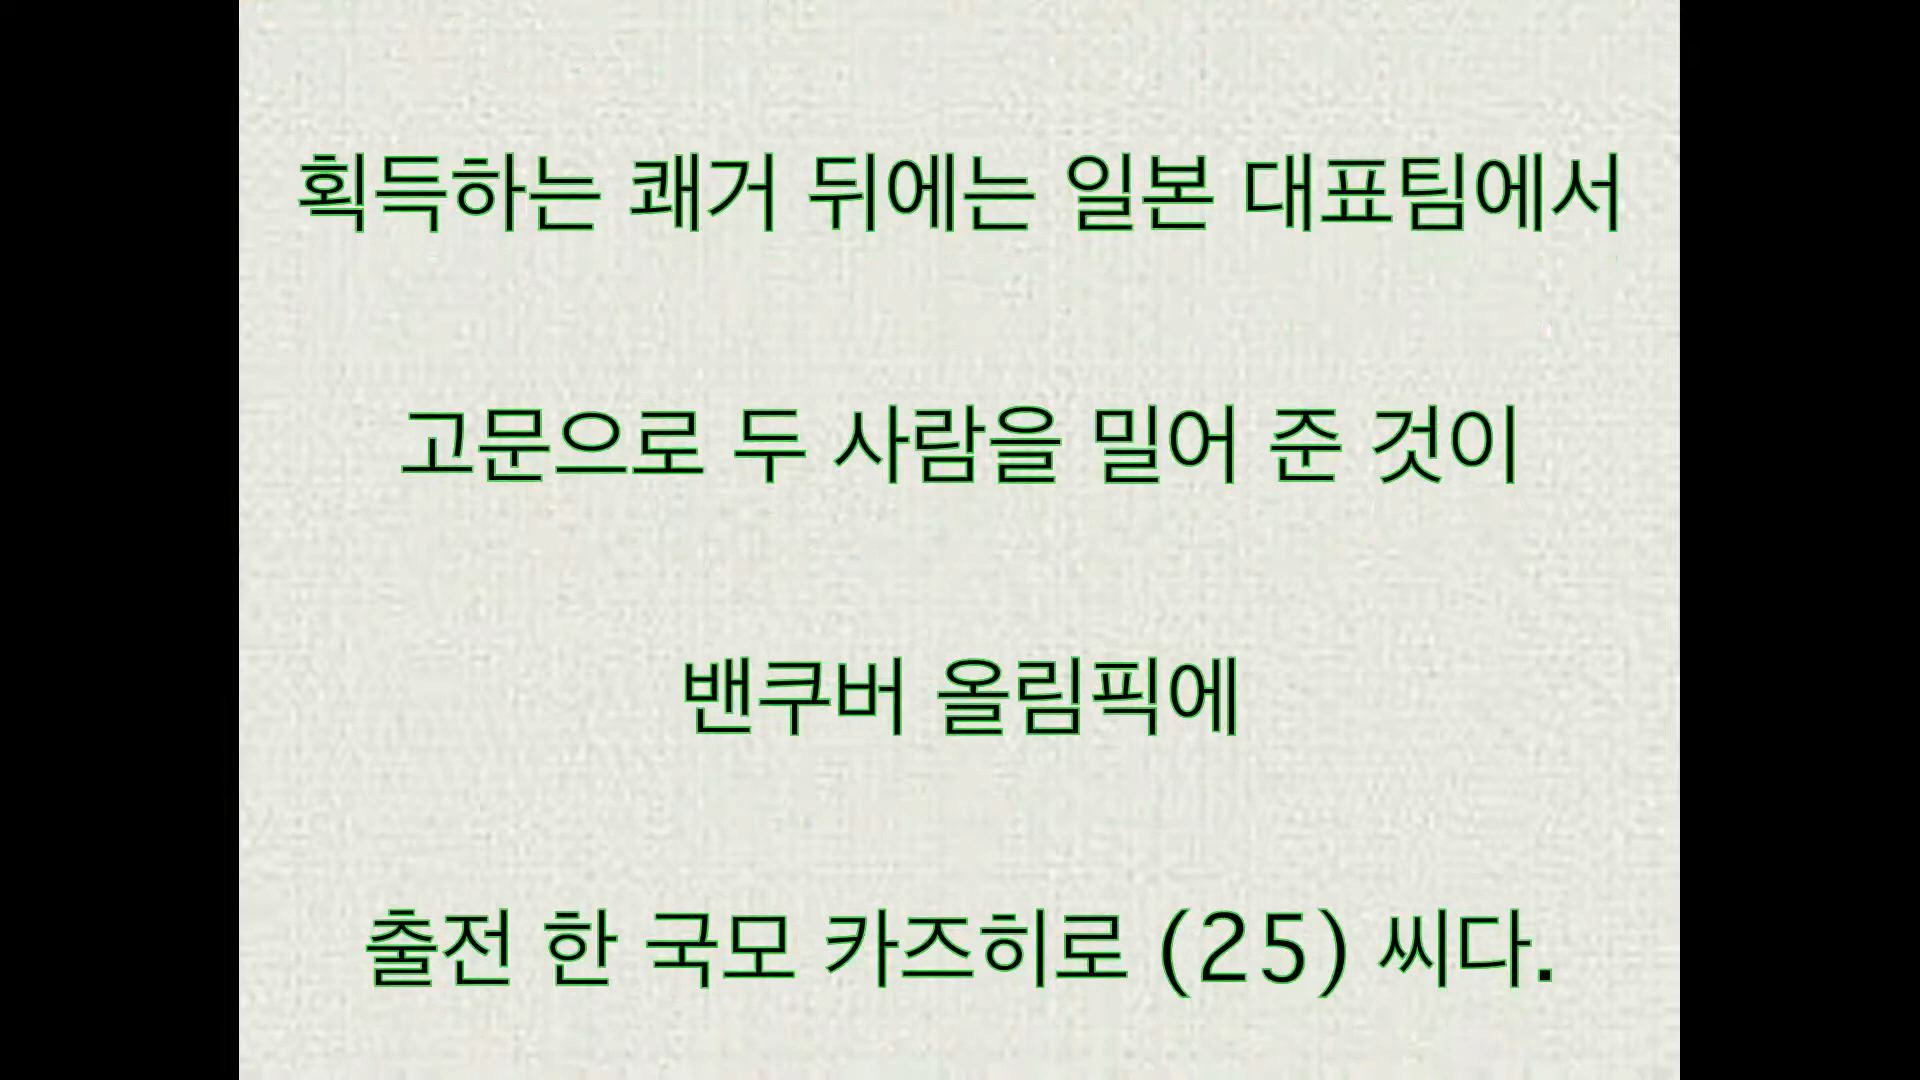 획득하는 쾌거 뒤에는 일본 대표팀에서
고문으로 두 사람을 밀어 준 것이
밴쿠버 올림픽에
출전 한 국모 카즈히로 (25) 씨다.